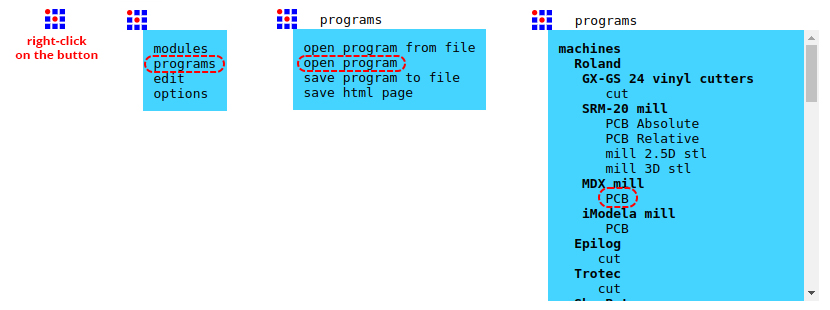 right-click
on the button
modules
programs
edit
options
programs
open program from file
open program
save program to file
save html page
programs
machines
Roland
GX-GS 24 vinyl cutters
cut
SRM-20 mill
PCB Absolute
PCB Relative
mill 2.5D stl
mill 3D stl
MDX mill
PCB
iModela mill
PCB
Epilog
cut
Trotec
cut